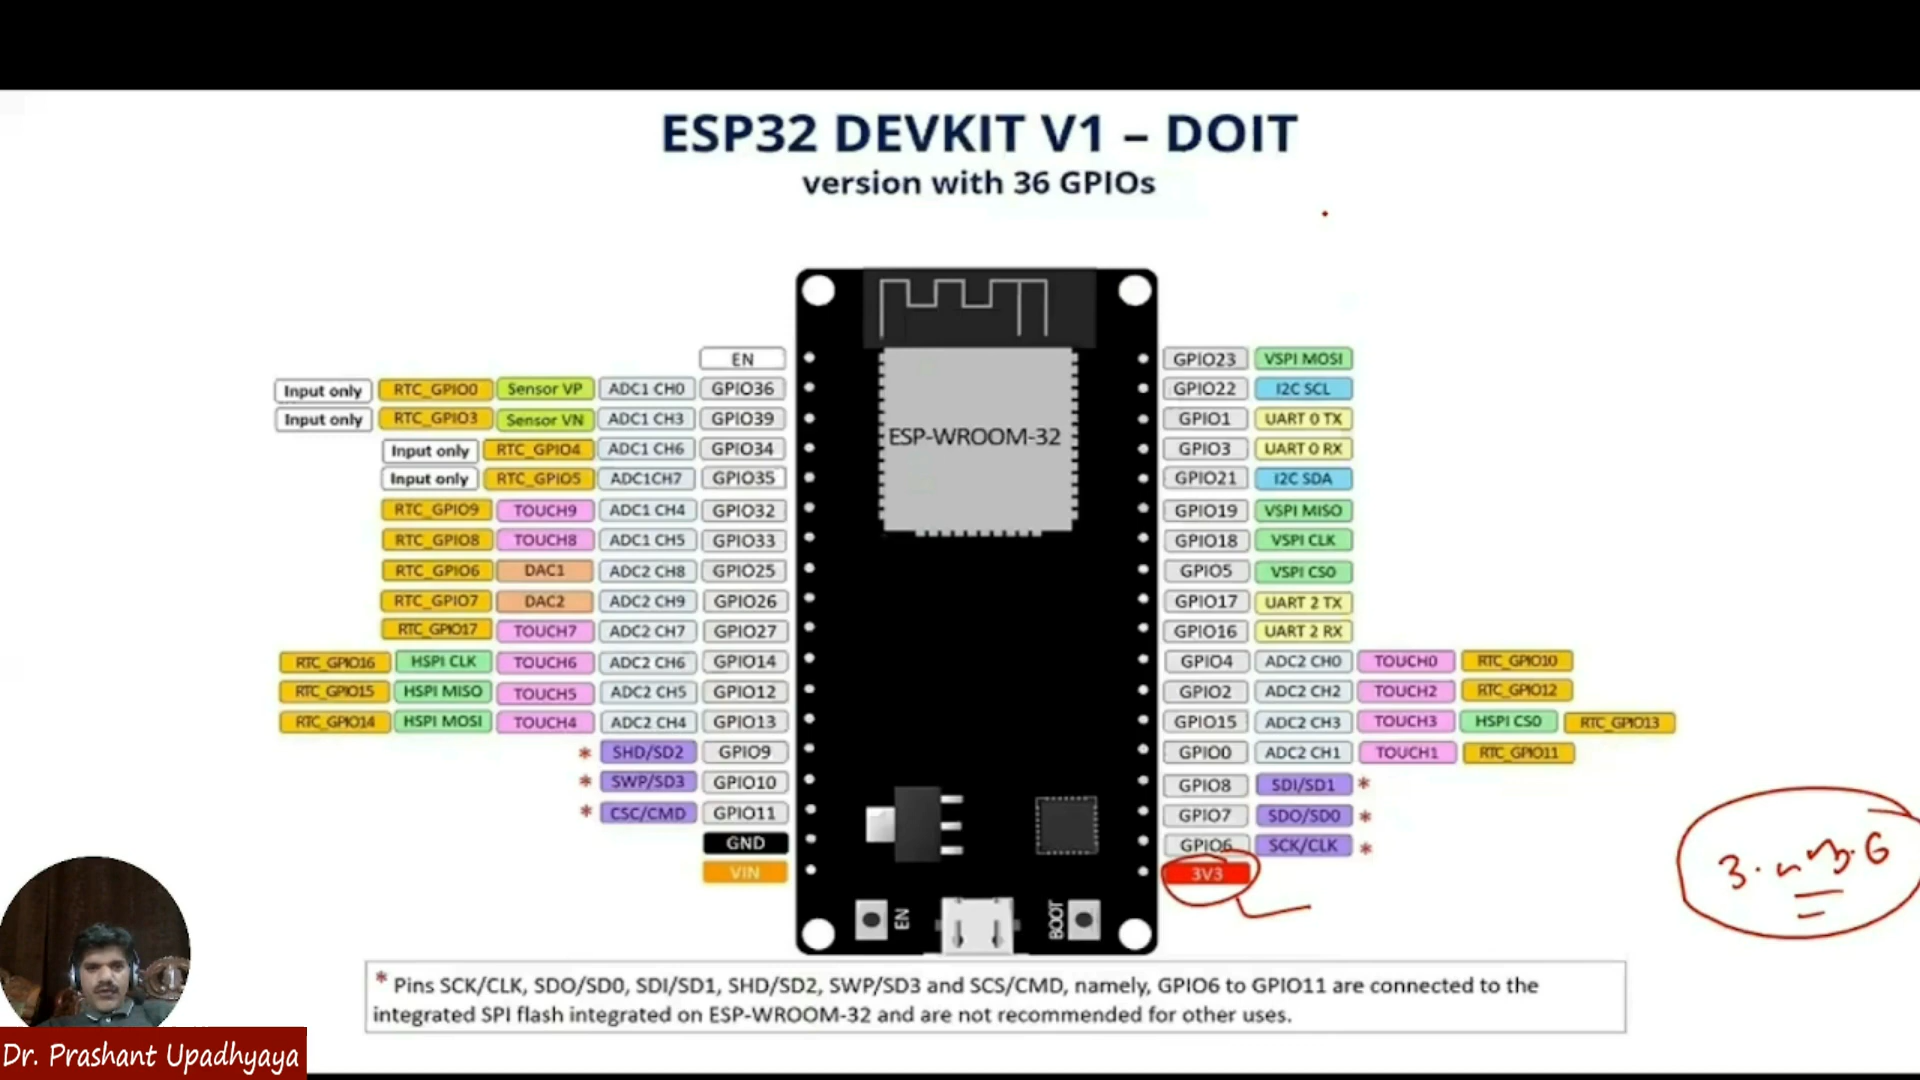 ESP32 DEVKIT V1 – DOIT
version with 36 GPIOs
EN
Input only RTC_GPIO0 Sensor VP ADC1 CH0 GPIO36
Input only RTC_GPIO3 Sensor VN ADC1 CH3 GPIO39
Input only RTC_GPIO4 ADC1 CH6 GPIO34
Input only RTC_GPIO5 ADC1CH7 GPIO35
RTC_GPIO9 TOUCH9 ADC1 CH4 GPIO32
RTC_GPIO8 TOUCH8 ADC1 CH5 GPIO33
RTC_GPIO6 DAC1 ADC2 CH8 GPIO25
RTC_GPIO7 DAC2 ADC2 CH9 GPIO26
RTC_GPIO17 TOUCH7 ADC2 CH7 GPIO27
RTC_GPIO16 HSPI CLK TOUCH6 ADC2 CH6 GPIO14
RTC_GPIO15 HSPI MISO TOUCH5 ADC2 CH5 GPIO12
RTC_GPIO14 HSPI MOSI TOUCH4 ADC2 CH4 GPIO13
* SHD/SD2 GPIO9
* SWP/SD3 GPIO10
* CSC/CMD GPIO11
GND
VIN
ESP-WROOM-32
EN
BOOT
GPIO23 VSPI MOSI
GPIO22 I2C SCL
GPIO1 UART 0 TX
GPIO3 UART 0 RX
GPIO21 I2C SDA
GPIO19 VSPI MISO
GPIO18 VSPI CLK
GPIO5 VSPI CS0
GPIO17 UART 2 TX
GPIO16 UART 2 RX
GPIO4 ADC2 CH0 TOUCH0 RTC_GPIO10
GPIO2 ADC2 CH2 TOUCH2 RTC_GPIO12
GPIO15 ADC2 CH3 TOUCH3 HSPI CS0 RTC_GPIO13
GPIO0 ADC2 CH1 TOUCH1 RTC_GPIO11
GPIO8 SDI/SD1 *
GPIO7 SDO/SD0 *
GPIO6 SCK/CLK *
3V3
* Pins SCK/CLK, SDO/SD0, SDI/SD1, SHD/SD2, SWP/SD3 and SCS/CMD, namely, GPIO6 to GPIO11 are connected to the
integrated SPI flash integrated on ESP-WROOM-32 and are not recommended for other uses.
Dr. Prashant Upadhyaya